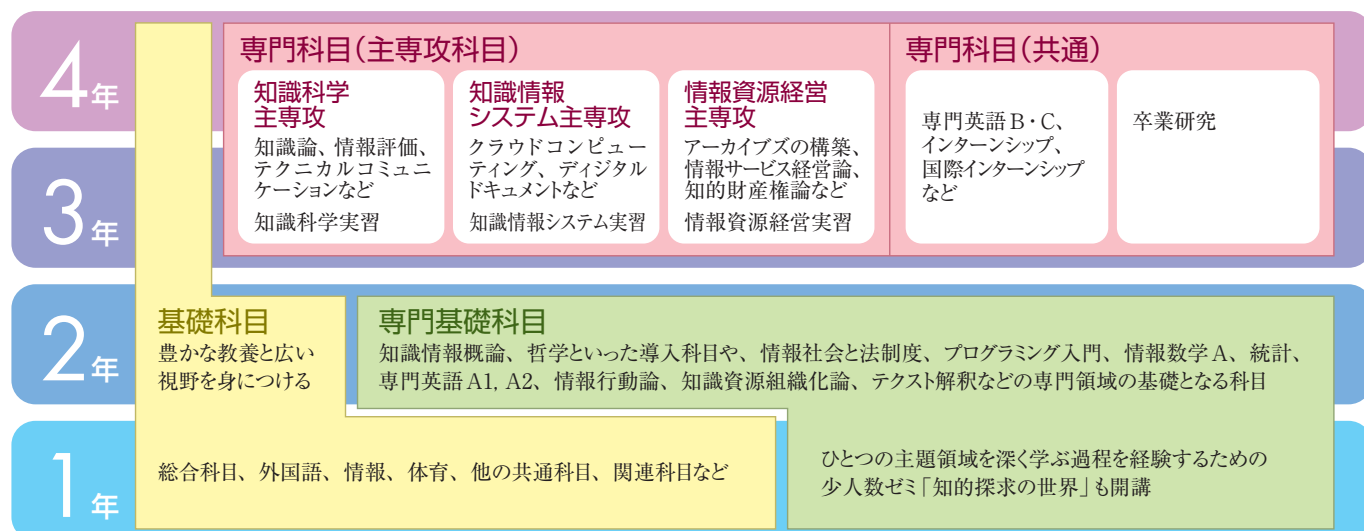 4年
専門科目(主専攻科目)
知識科学
主専攻
知識論、情報評価、
テクニカルコミュニ
ケーションなど
知識科学実習
知識情報
システム主専攻
クラウドコンピュー
ティング、ディジタル
ドキュメントなど
知識情報システム実習
情報資源経営
主専攻
アーカイブズの構築、
情報サービス経営論、
知的財産権論など
情報資源経営実習
専門科目(共通)
専門英語B・C、
インターンシップ、
国際インターンシップ
など
卒業研究
3年
2年
基礎科目
豊かな教養と広い
視野を身につける
専門基礎科目
知識情報概論、哲学といった導入科目や、情報社会と法制度、プログラミング入門、情報数学A、統計、
専門英語A1, A2、情報行動論、知識資源組織化論、テクスト解釈などの専門領域の基礎となる科目
1年
総合科目、外国語、情報、体育、他の共通科目、関連科目など
ひとつの主題領域を深く学ぶ過程を経験するための
少人数ゼミ「知的探求の世界」も開講